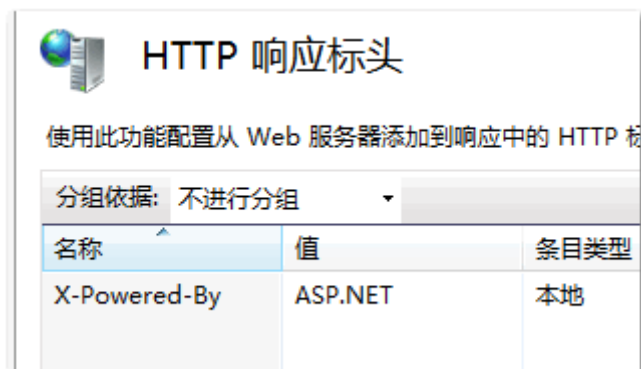 HTTP 响应标头
使用此功能配置从 Web 服务器添加到响应中的 HTTP
分组依据: 不进行分组
名称 值 条目类型
X-Powered-By ASP.NET 本地